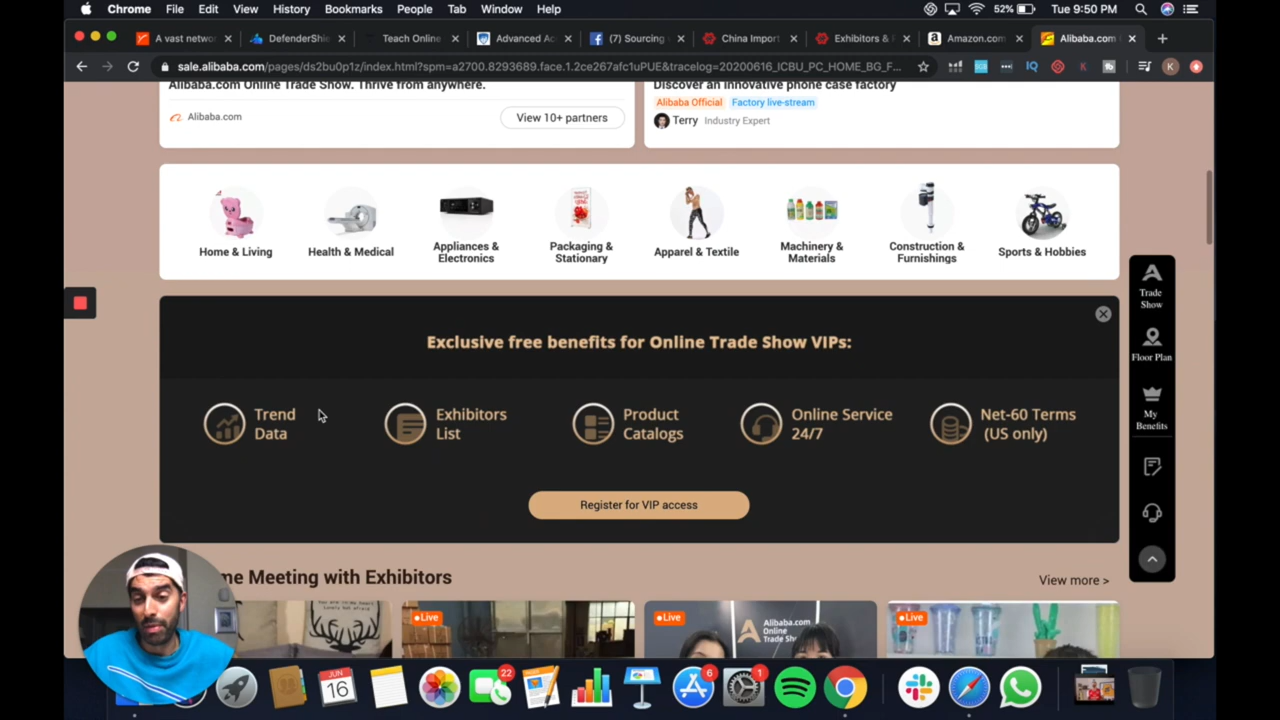 Chrome File Edit View History Bookmarks People Tab Window Help 52% Tue 9:50 PM
A vast netwo DefenderShie Teach Online Advanced Ac (7) Sourcing China Import Exhibitors & F Amazon.com Alibaba.com
sale.alibaba.com/pages/ds2bu0p1z/index.html?spm=a2700.8293689.face.1.2ce267afc1uPUE&tracelog=20200616_ICBU_PC_HOME_BG_F...
Alibaba.com Online Trade Show. Thrive from anywhere.
Discover an innovative phone case factory
Alibaba Official Factory live-stream
Alibaba.com View 10+ partners
Terry Industry Expert
Home & Living
Health & Medical
Appliances &
Electronics
Packaging &
Stationary
Apparel & Textile
Machinery &
Materials
Construction &
Furnishings
Sports & Hobbies
Trade
Show
Floor Plan
My
Benefits
Exclusive free benefits for Online Trade Show VIPs:
Trend
Data
Exhibitors
List
Product
Catalogs
Online Service
24/7
Net-60 Terms
(US only)
Register for VIP access
me Meeting with Exhibitors View more >
Live
Live
Live
Alibaba.com
Online
JUN
16
22
6
1